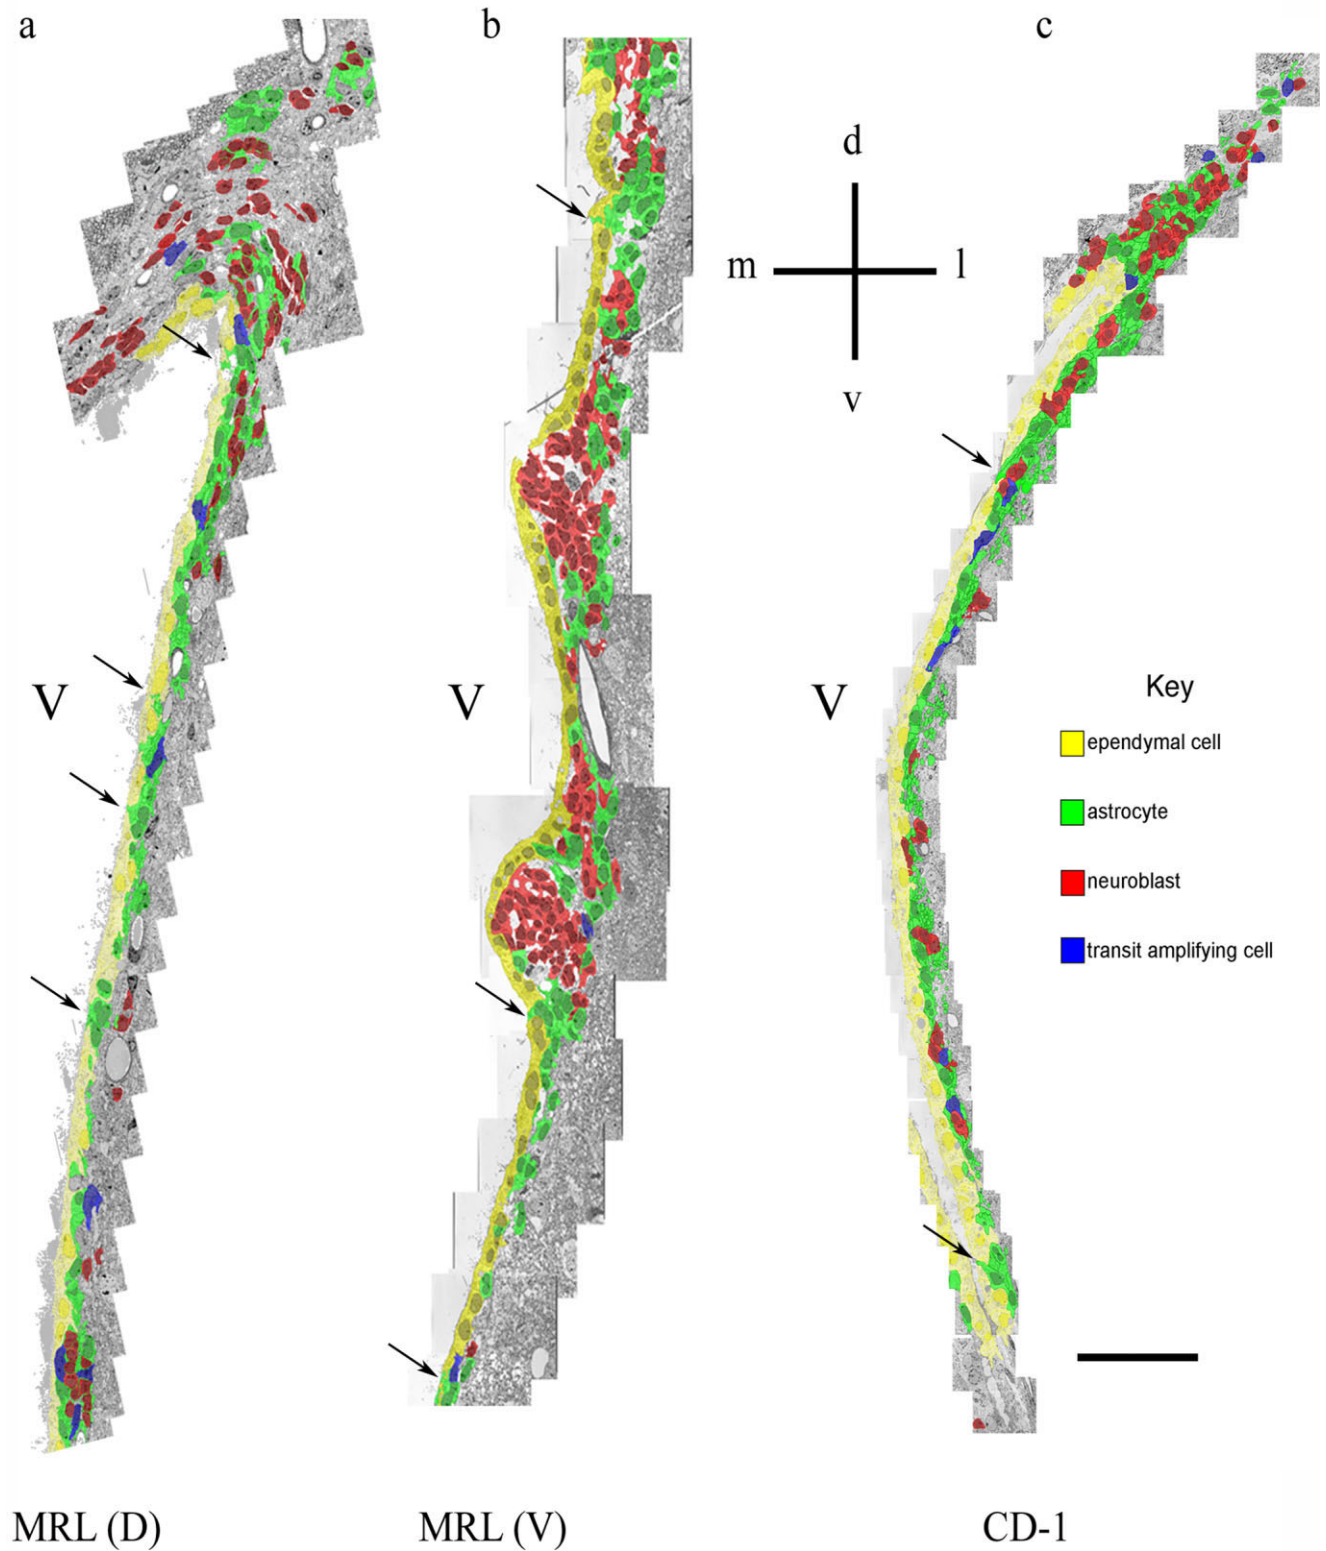 a
b
c
d
m
l
v
V
V
V
Key
ependymal cell
astrocyte
neuroblast
transit amplifying cell
MRL (D)
MRL (V)
CD-1